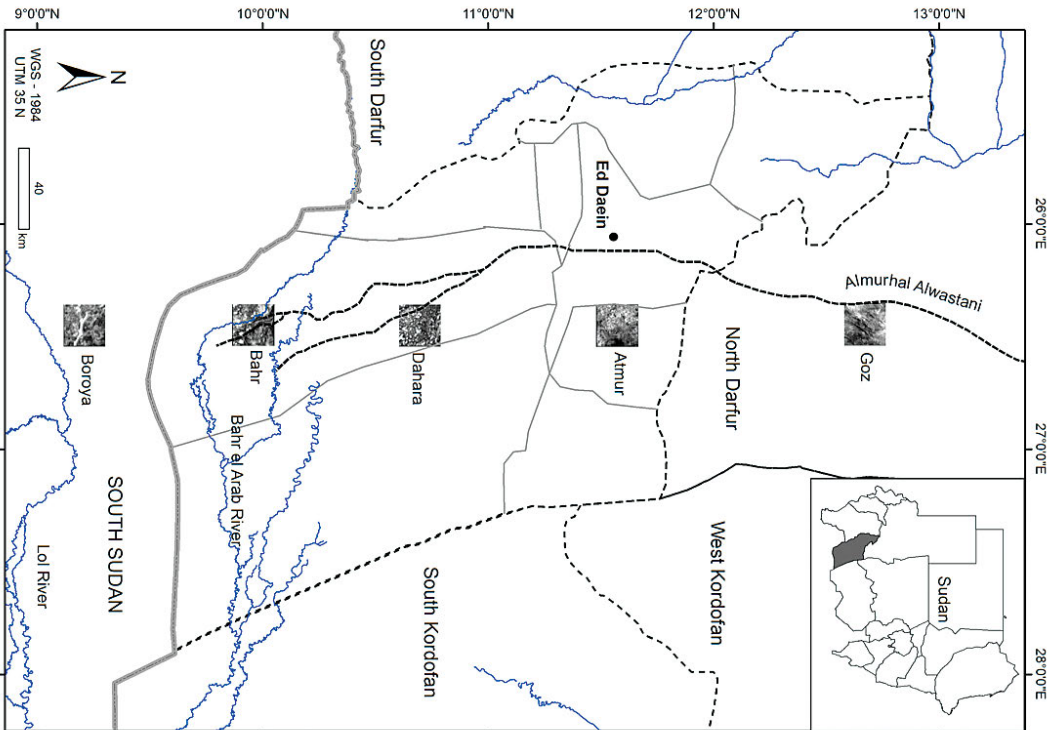 9°0'0"N
10°0'0"N
11°0'0"N
12°0'0"N
13°0'0"N
26°0'0"E
27°0'0"E
28°0'0"E
N
WGS - 1984
UTM 35 N
40
km
South Darfur
Ed Daein
Almurhal Alwastani
Goz
Atmur
Dahara
Bahr
Boroya
North Darfur
Bahr el Arab River
SOUTH SUDAN
Lol River
South Kordofan
West Kordofan
Sudan